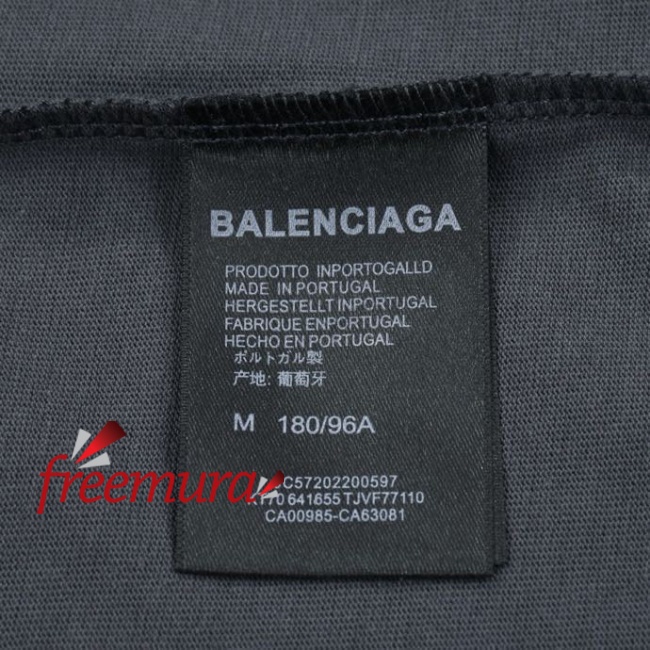 BALENCIAGA
PRODOTTO INPORTOGALLD
MADE IN PORTUGAL
HERGESTELLT INPORTUGAL
FABRIQUE ENPORTUGAL
HECHO EN PORTUGAL
ポルトガル製
产地: 葡萄牙
M 180/96A
C57202200597
641655 TJVF77110
CA00985-CA63081
freemura